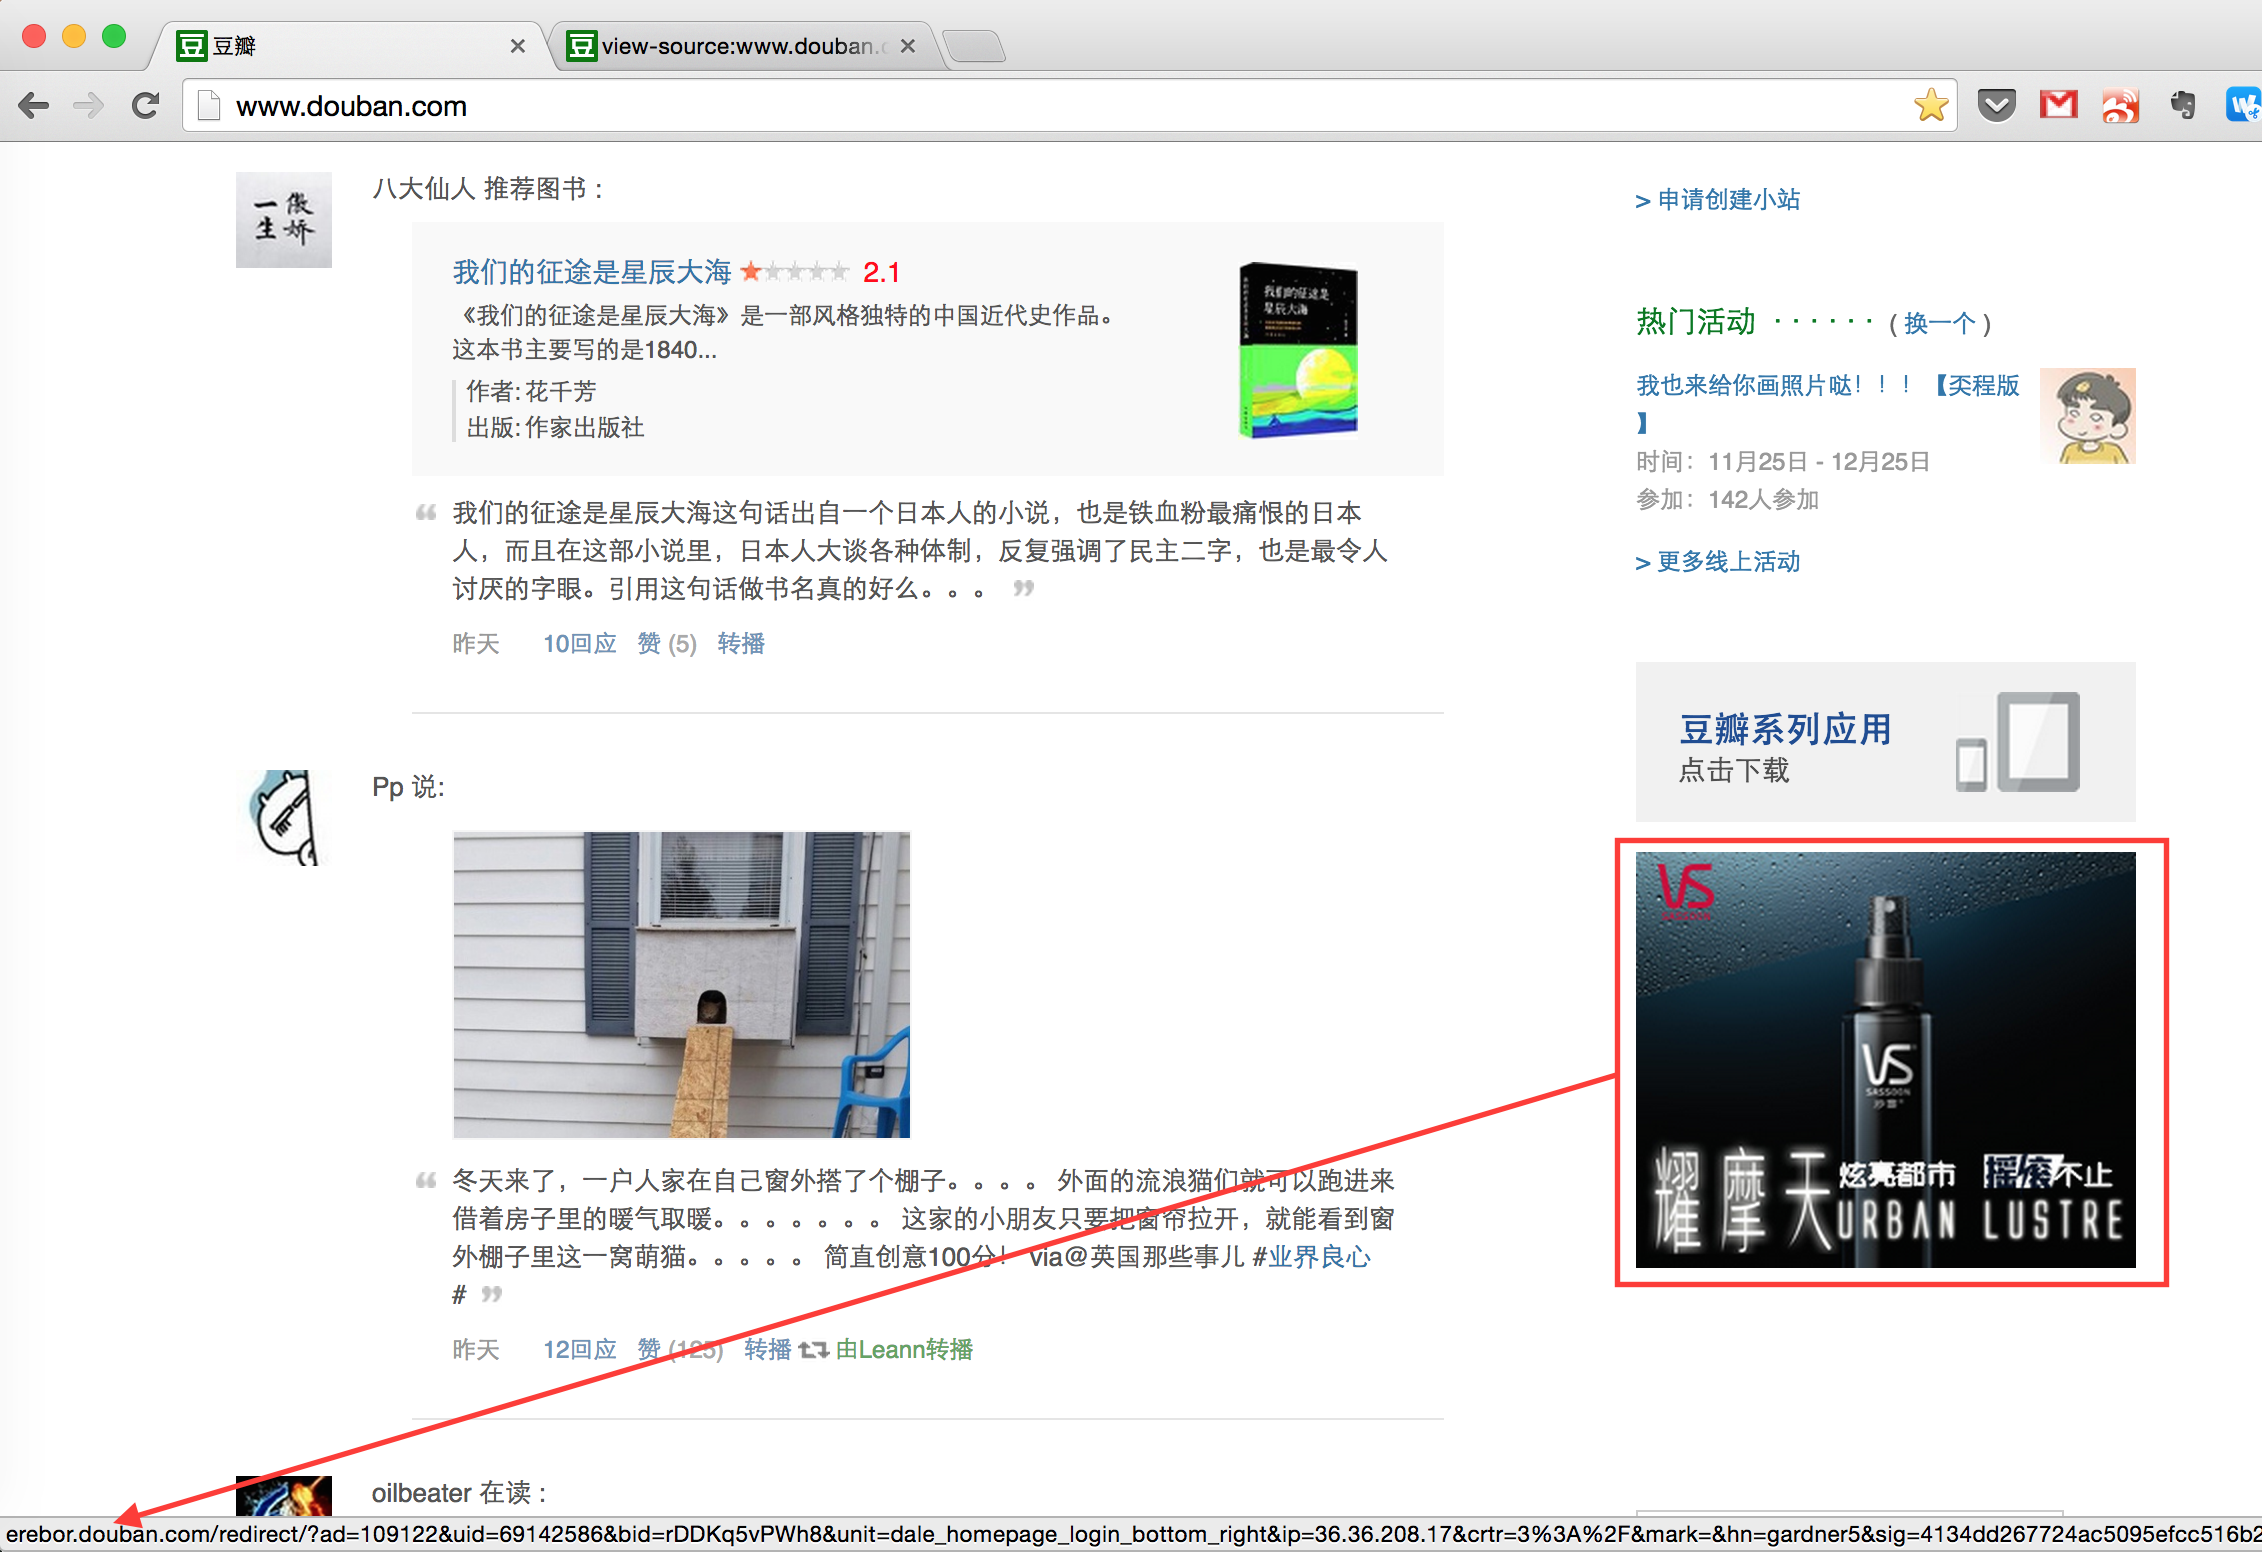 豆瓣
view-source:www.douban.c
www.douban.com
一生 傲娇
八大仙人 推荐图书 :
我们的征途是星辰大海 2.1
《我们的征途是星辰大海》是一部风格独特的中国近代史作品。
这本书主要写的是1840...
作者: 花千芳
出版: 作家出版社
我们的征途是
星辰大海
“ 我们的征途是星辰大海这句话出自一个日本人的小说，也是铁血粉最痛恨的日本
人，而且在这部小说里，日本人大谈各种体制，反复强调了民主二字，也是最令人
讨厌的字眼。引用这句话做书名真的好么。。。 ”
昨天 10回应 赞 (5) 转播
Pp 说:
“ 冬天来了，一户人家在自己窗外搭了个棚子。。。。 外面的流浪猫们就可以跑进来
借着房子里的暖气取暖。。。。。。。 这家的小朋友只要把窗帘拉开，就能看到窗
外棚子里这一窝萌猫。。。。。 简直创意100分！ via@英国那些事儿 #业界良心
# ”
昨天 12回应 赞 (125) 转播 由Leann转播
oilbeater 在读 :
> 申请创建小站
热门活动 · · · · · · ( 换一个 )
我也来给你画照片哒！！！【奀程版
】
时间：11月25日 - 12月25日
参加：142人参加
> 更多线上活动
豆瓣系列应用
点击下载
VS
SASSOON
VS
SASSOON
沙宣
耀摩天 炫亮都市 摇滚不止
URBAN LUSTRE
erebor.douban.com/redirect/?ad=109122&uid=69142586&bid=rDDKq5vPWh8&unit=dale_homepage_login_bottom_right&ip=36.36.208.17&crtr=3%3A%2F&mark=&hn=gardner5&sig=4134dd267724ac5095efcc516b2